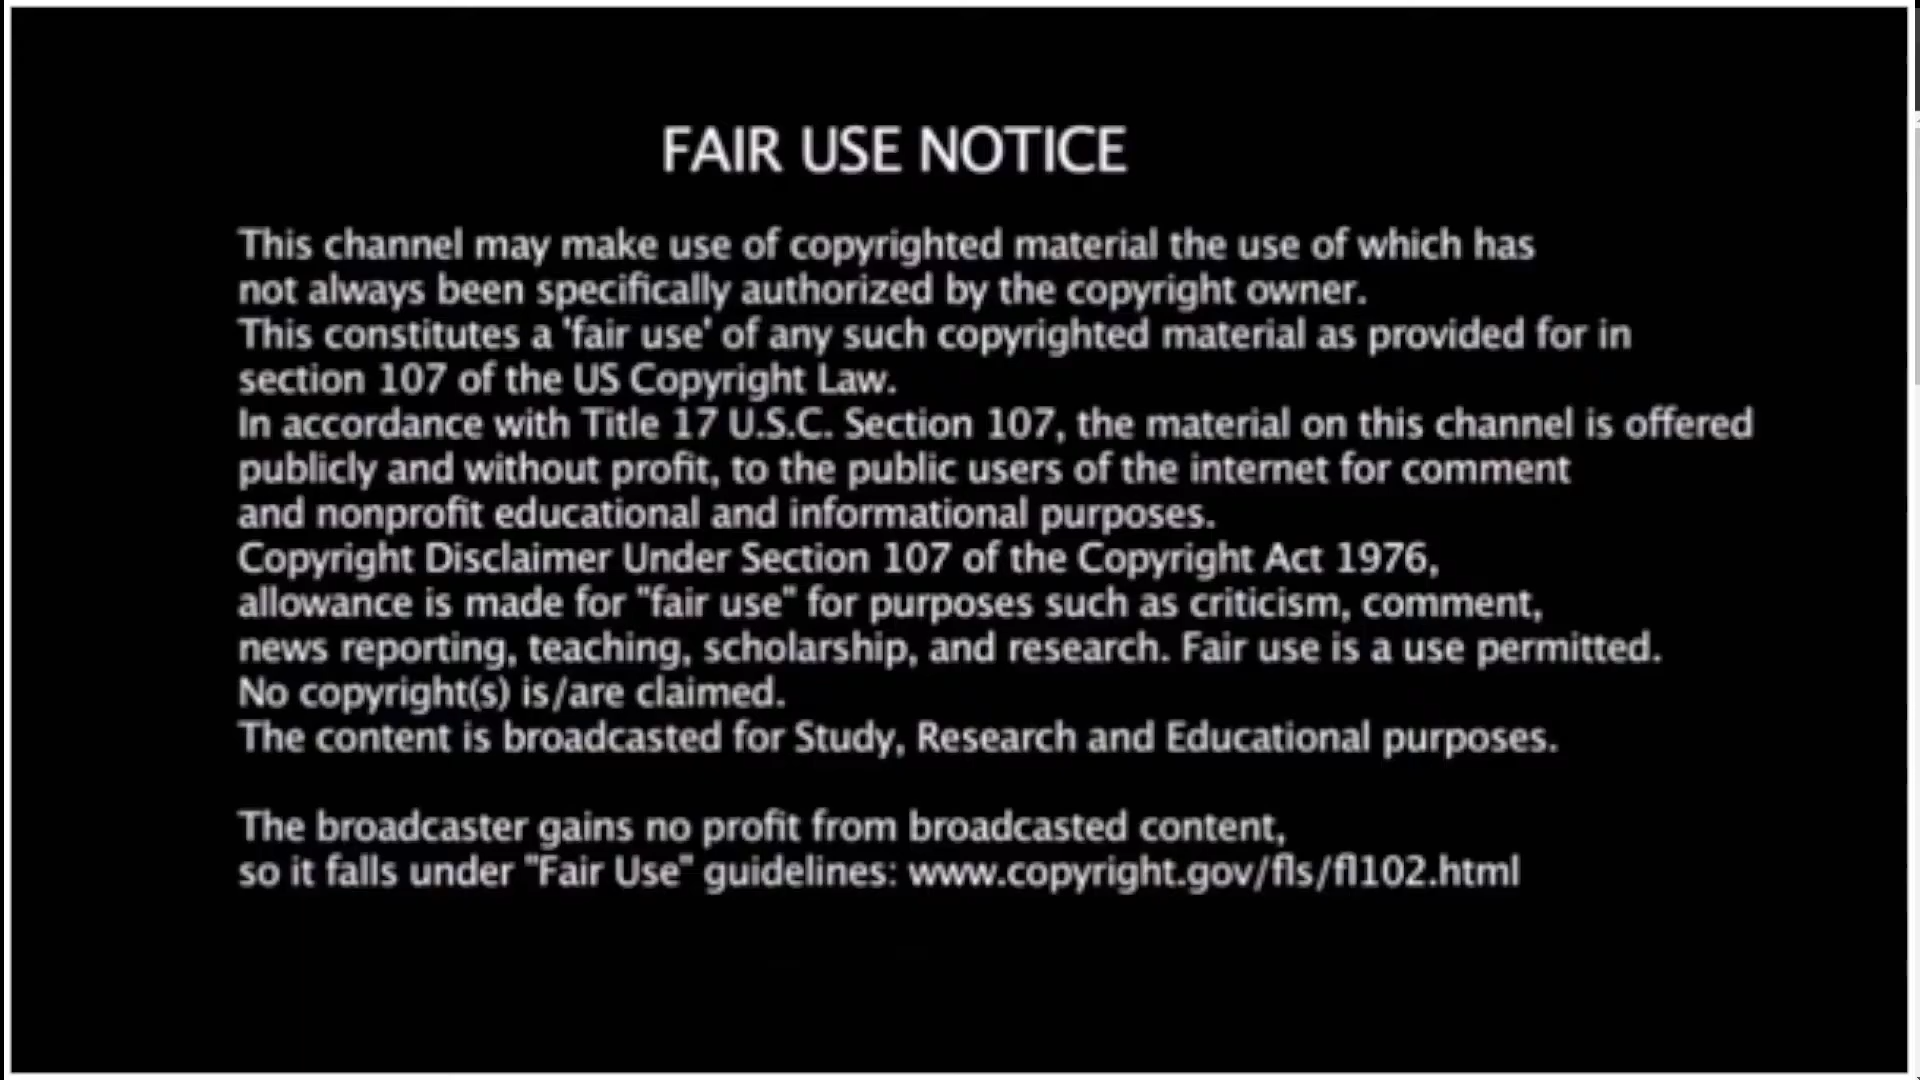 FAIR USE NOTICE
This channel may make use of copyrighted material the use of which has
not always been specifically authorized by the copyright owner.
This constitutes a 'fair use' of any such copyrighted material as provided for in
section 107 of the US Copyright Law.
In accordance with Title 17 U.S.C. Section 107, the material on this channel is offered
publicly and without profit, to the public users of the internet for comment
and nonprofit educational and informational purposes.
Copyright Disclaimer Under Section 107 of the Copyright Act 1976,
allowance is made for "fair use" for purposes such as criticism, comment,
news reporting, teaching, scholarship, and research. Fair use is a use permitted.
No copyright(s) is/are claimed.
The content is broadcasted for Study, Research and Educational purposes.
The broadcaster gains no profit from broadcasted content,
so it falls under "Fair Use" guidelines: www.copyright.gov/fls/fl102.html